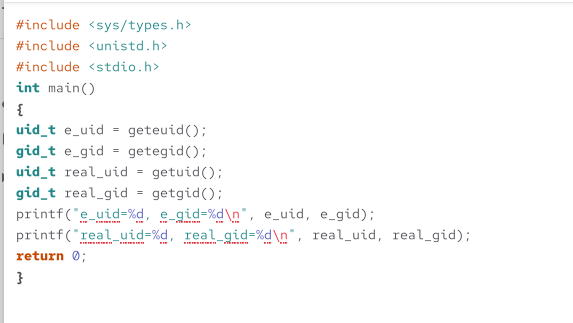 #include <sys/types.h>
#include <unistd.h>
#include <stdio.h>
int main()
{
uid_t e_uid = geteuid();
gid_t e_gid = getegid();
uid_t real_uid = getuid();
gid_t real_gid = getgid();
printf("e_uid=%d, e_gid=%d\n", e_uid, e_gid);
printf("real_uid=%d, real_gid=%d\n", real_uid, real_gid);
return 0;
}